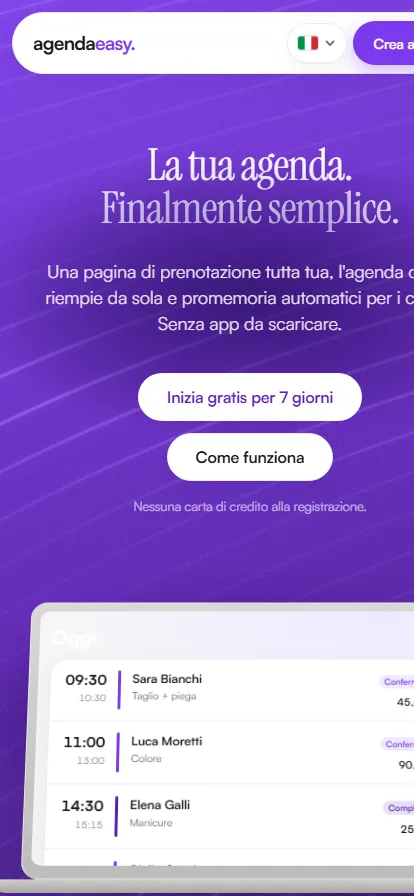 agendaeasy.
Crea a
La tua agenda.
Finalmente semplice.
Una pagina di prenotazione tutta tua, l'agenda
riempie da sola e promemoria automatici per i c
Senza app da scaricare.
Inizia gratis per 7 giorni
Come funziona
Nessuna carta di credito alla registrazione.
Oggi
09:30 Sara Bianchi Confer
10:30 Taglio + piega 45.
11:00 Luca Moretti Confer
13:00 Colore 90.
14:30 Elena Galli Compl
15:15 Manicure 25